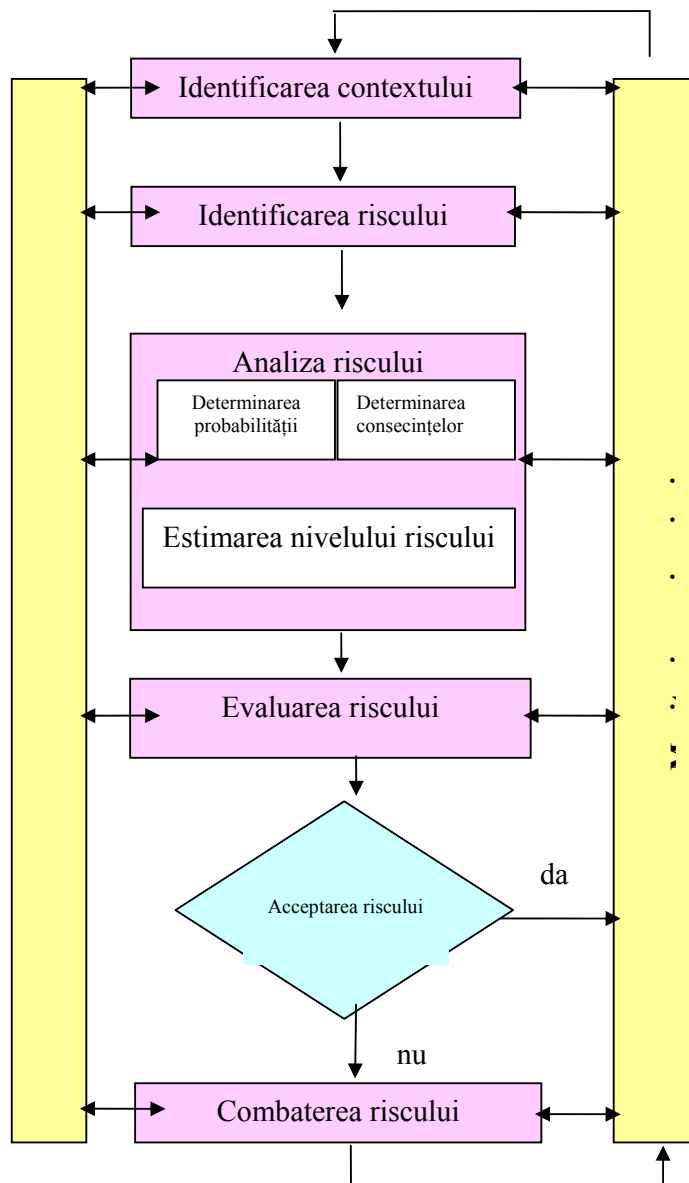 Identificarea contextului
Identificarea riscului
Analiza riscului
Determinarea
probabilității
Determinarea
consecințelor
Estimarea nivelului riscului
Evaluarea riscului
da
Acceptarea riscului
nu
Combaterea riscului